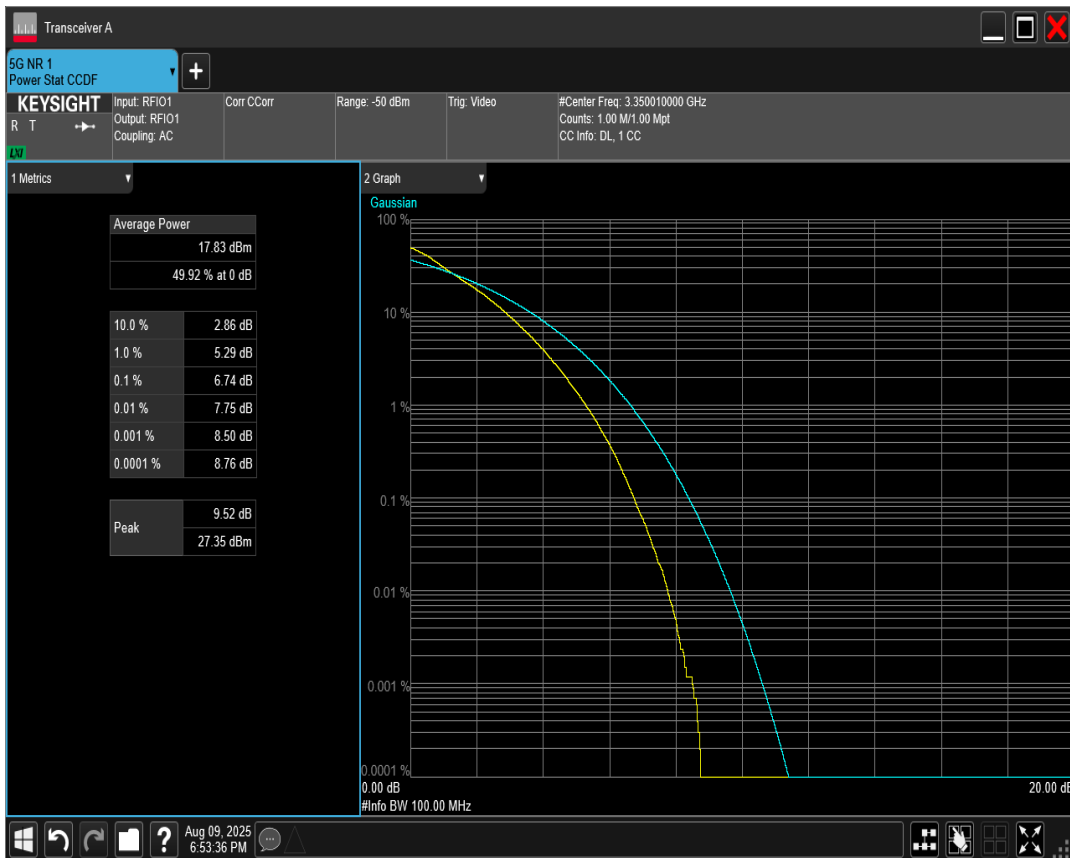 Transceiver A
5G NR 1
Power Stat CCDF
KEYSIGHT
R T
LXI
Input: RFIO1
Output: RFIO1
Coupling: AC
Corr CCorr
Range: -50 dBm
Trig: Video
#Center Freq: 3.350010000 GHz
Counts: 1.00 M/1.00 Mpt
CC Info: DL, 1 CC
1 Metrics
Average Power
17.83 dBm
49.92 % at 0 dB
10.0 % 2.86 dB
1.0 % 5.29 dB
0.1 % 6.74 dB
0.01 % 7.75 dB
0.001 % 8.50 dB
0.0001 % 8.76 dB
Peak
9.52 dB
27.35 dBm
2 Graph
Gaussian
100 %
10 %
1 %
0.1 %
0.01 %
0.001 %
0.0001 %
0.00 dB 20.00 dB
#Info BW 100.00 MHz
Aug 09, 2025
6:53:36 PM